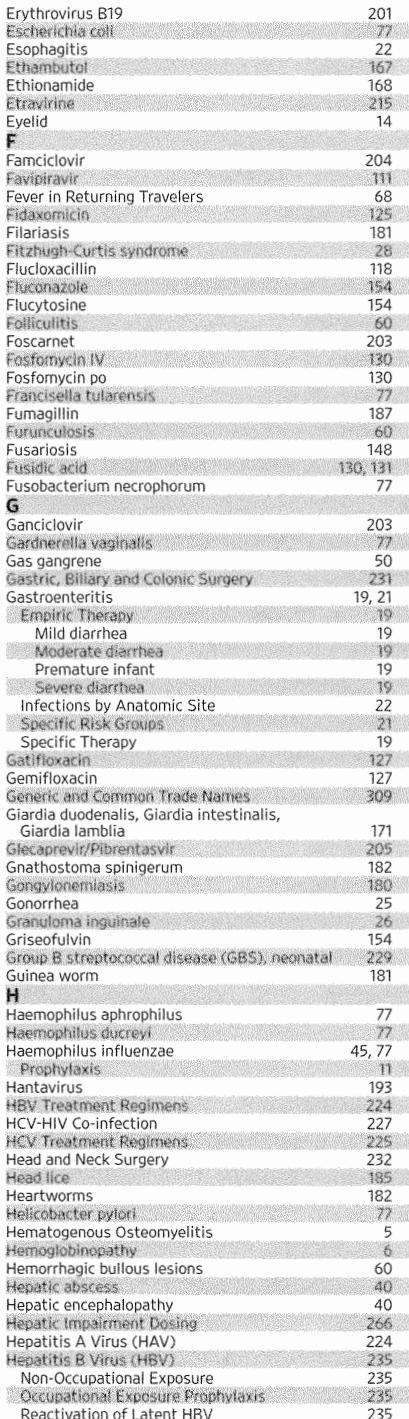 Erythrovirus B19 201
Escherichia coli 77
Esophagitis 22
Ethambutol 167
Ethionamide 168
Etravirine 215
Eyelid 14
F
Famciclovir 204
Favipiravir 111
Fever in Returning Travelers 68
Fidaxomicin 125
Filariasis 181
Fitzhugh-Curtis syndrome 28
Flucloxacillin 118
Fluconazole 154
Flucytosine 154
Folliculitis 60
Foscarnet 203
Fosfomycin IV 130
Fosfomycin po 130
Francisella tularensis 77
Fumagillin 187
Furunculosis 60
Fusariosis 148
Fusidic acid 130, 131
Fusobacterium necrophorum 77
G
Ganciclovir 203
Gardnerella vaginalis 77
Gas gangrene 50
Gastric, Biliary and Colonic Surgery 231
Gastroenteritis 19, 21
Empiric Therapy 19
Mild diarrhea 19
Moderate diarrhea 19
Premature infant 19
Severe diarrhea 19
Infections by Anatomic Site 22
Specific Risk Groups 21
Specific Therapy 19
Gatifloxacin 127
Gemifloxacin 127
Generic and Common Trade Names 309
Giardia duodenalis, Giardia intestinalis,
Giardia lamblia 171
Glecaprevir/Pibrentasvir 205
Gnathostoma spinigerum 182
Gongylonemiasis 180
Gonorrhea 25
Granuloma inguinale 26
Griseofulvin 154
Group B streptococcal disease (GBS), neonatal 229
Guinea worm 181
H
Haemophilus aphrophilus 77
Haemophilus ducreyi 77
Haemophilus influenzae 45, 77
Prophylaxis 11
Hantavirus 193
HBV Treatment Regimens 224
HCV-HIV Co-infection 227
HCV Treatment Regimens 225
Head and Neck Surgery 232
Head lice 185
Heartworms 182
Helicobacter pylori 77
Hematogenous Osteomyelitis 5
Hemoglobinopathy 6
Hemorrhagic bullous lesions 60
Hepatic abscess 40
Hepatic encephalopathy 40
Hepatic Impairment Dosing 266
Hepatitis A Virus (HAV) 224
Hepatitis B Virus (HBV) 235
Non-Occupational Exposure 235
Occupational Exposure Prophylaxis 235
Reactivation of Latent HBV 235